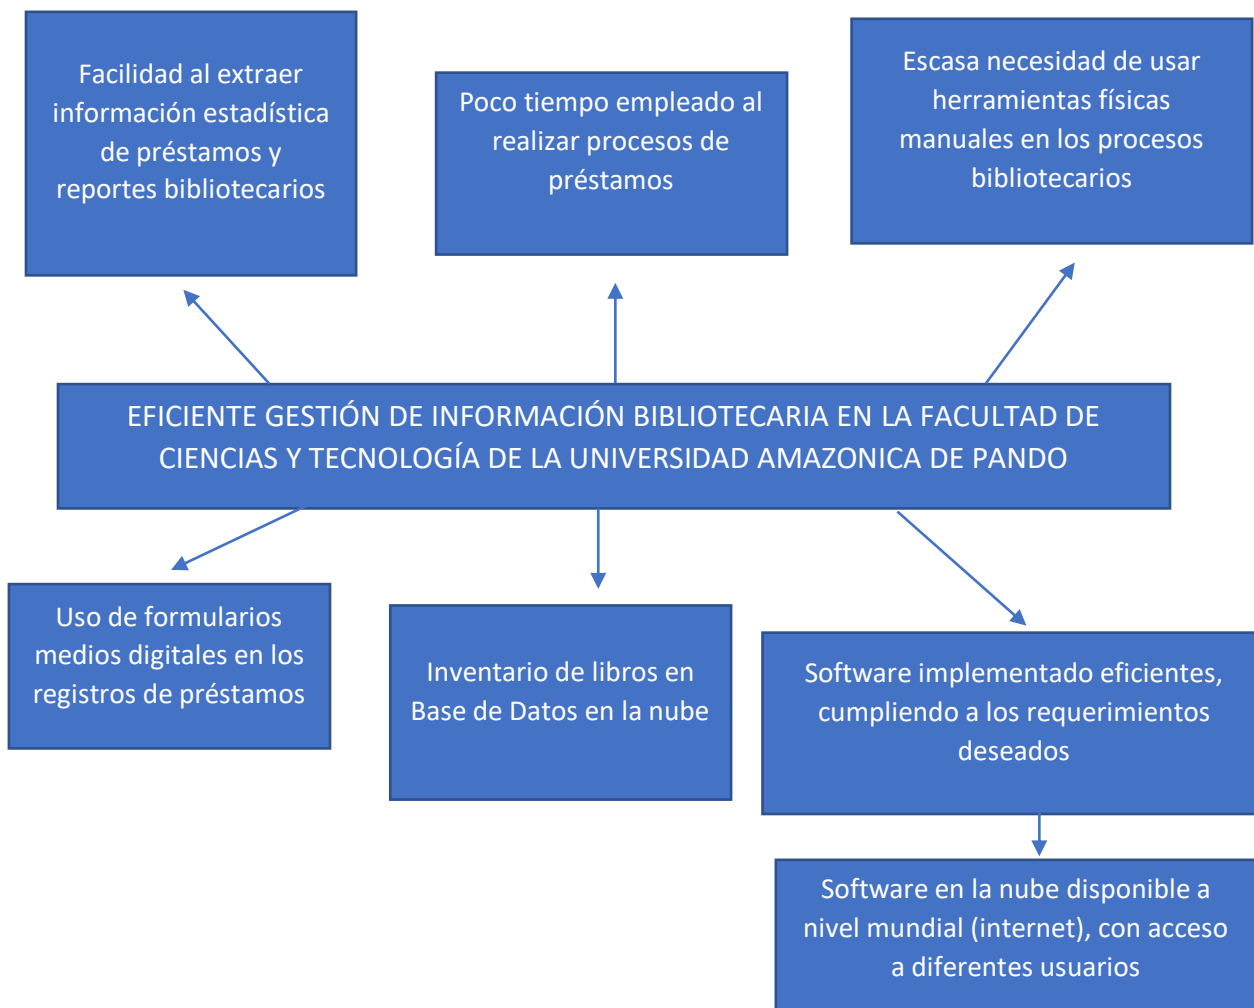 Facilidad al extraer
información estadística
de préstamos y
reportes bibliotecarios
Poco tiempo empleado al
realizar procesos de
préstamos
Escasa necesidad de usar
herramientas físicas
manuales en los procesos
bibliotecarios
EFICIENTE GESTIÓN DE INFORMACIÓN BIBLIOTECARIA EN LA FACULTAD DE
CIENCIAS Y TECNOLOGÍA DE LA UNIVERSIDAD AMAZONICA DE PANDO
Uso de formularios
medios digitales en los
registros de préstamos
Inventario de libros en
Base de Datos en la nube
Software implementado eficientes,
cumpliendo a los requerimientos
deseados
Software en la nube disponible a
nivel mundial (internet), con acceso
a diferentes usuarios